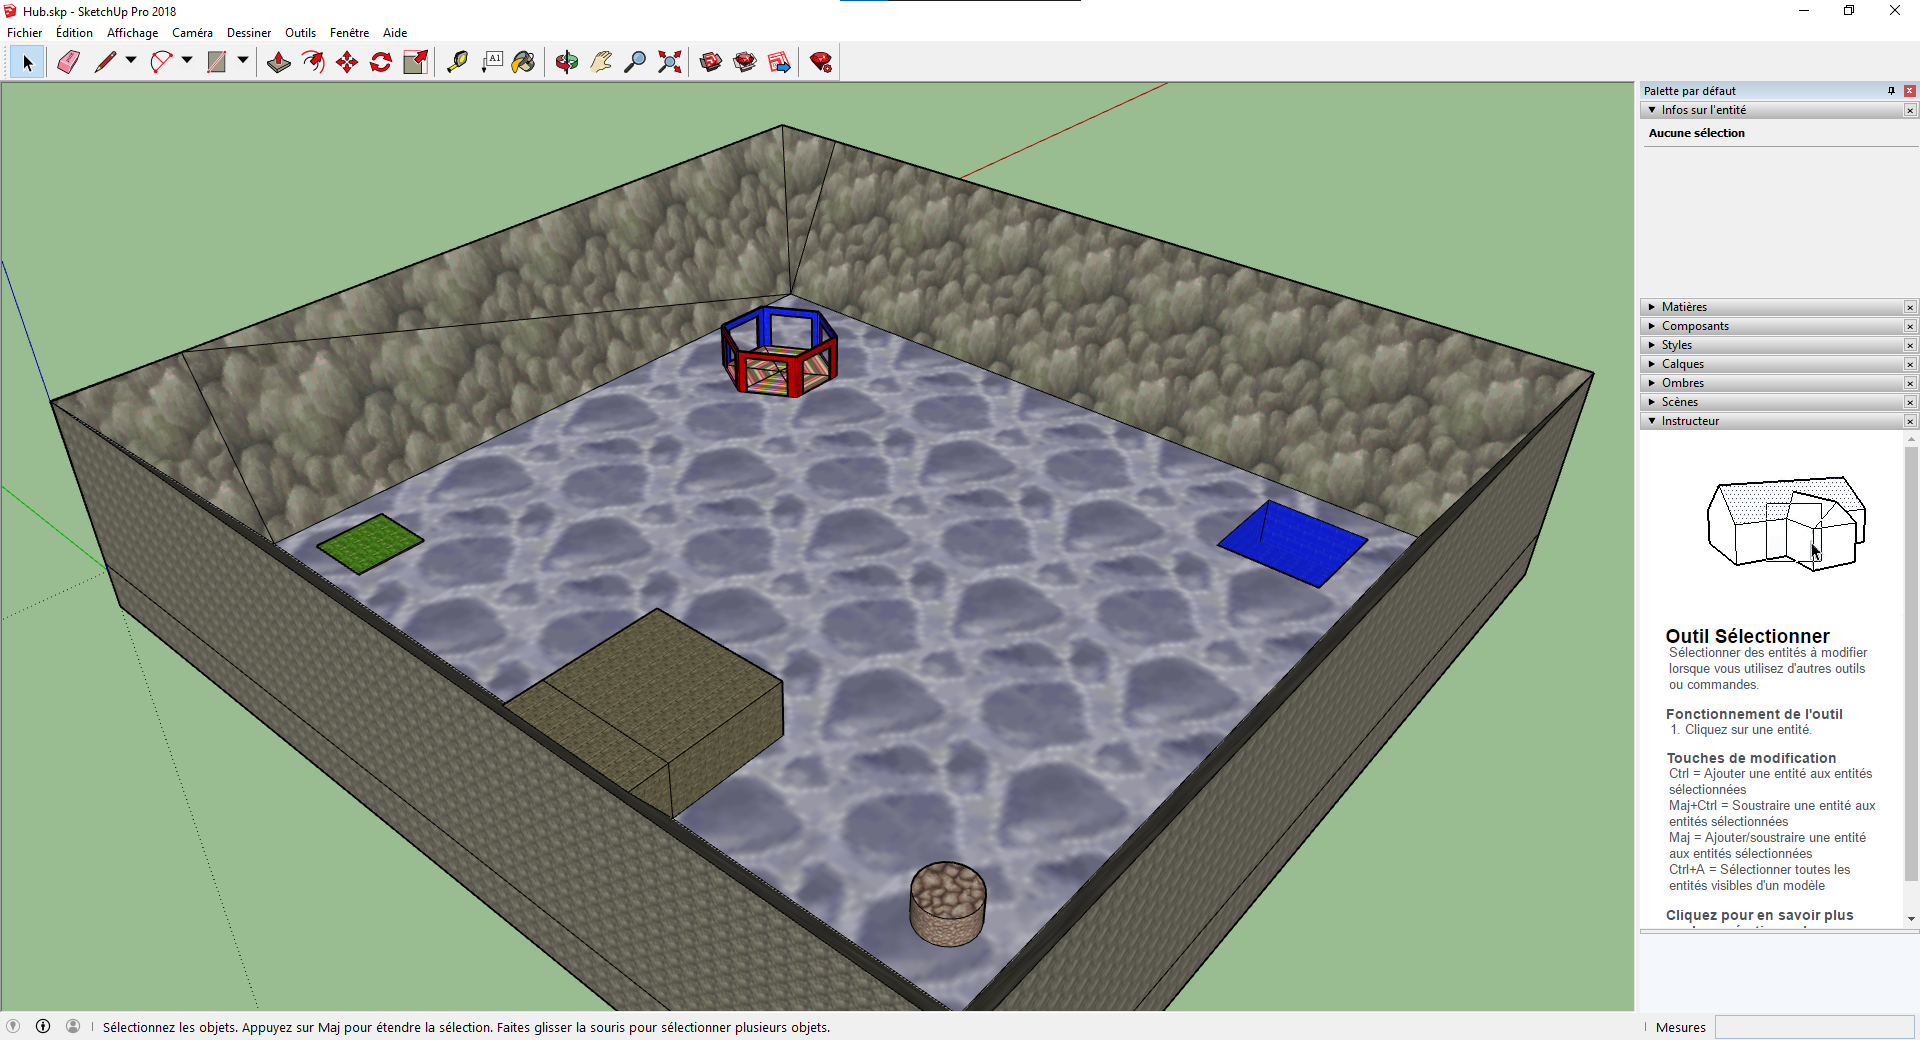 Hub.skp - SketchUp Pro 2018
Fichier Édition Affichage Caméra Dessiner Outils Fenêtre Aide
A1
Palette par défaut
Infos sur l'entité
Aucune sélection
Matières
Composants
Styles
Calques
Ombres
Scènes
Instructeur
Outil Sélectionner
Sélectionner des entités à modifier
lorsque vous utilisez d'autres outils
ou commandes.
Fonctionnement de l'outil
1. Cliquez sur une entité.
Touches de modification
Ctrl = Ajouter une entité aux entités
sélectionnées
Maj+Ctrl = Soustraire une entité aux
entités sélectionnées
Maj = Ajouter/soustraire une entité
aux entités sélectionnées
Ctrl+A = Sélectionner toutes les
entités visibles d'un modèle
Cliquez pour en savoir plus
Sélectionnez les objets. Appuyez sur Maj pour étendre la sélection. Faites glisser la souris pour sélectionner plusieurs objets.
Mesures